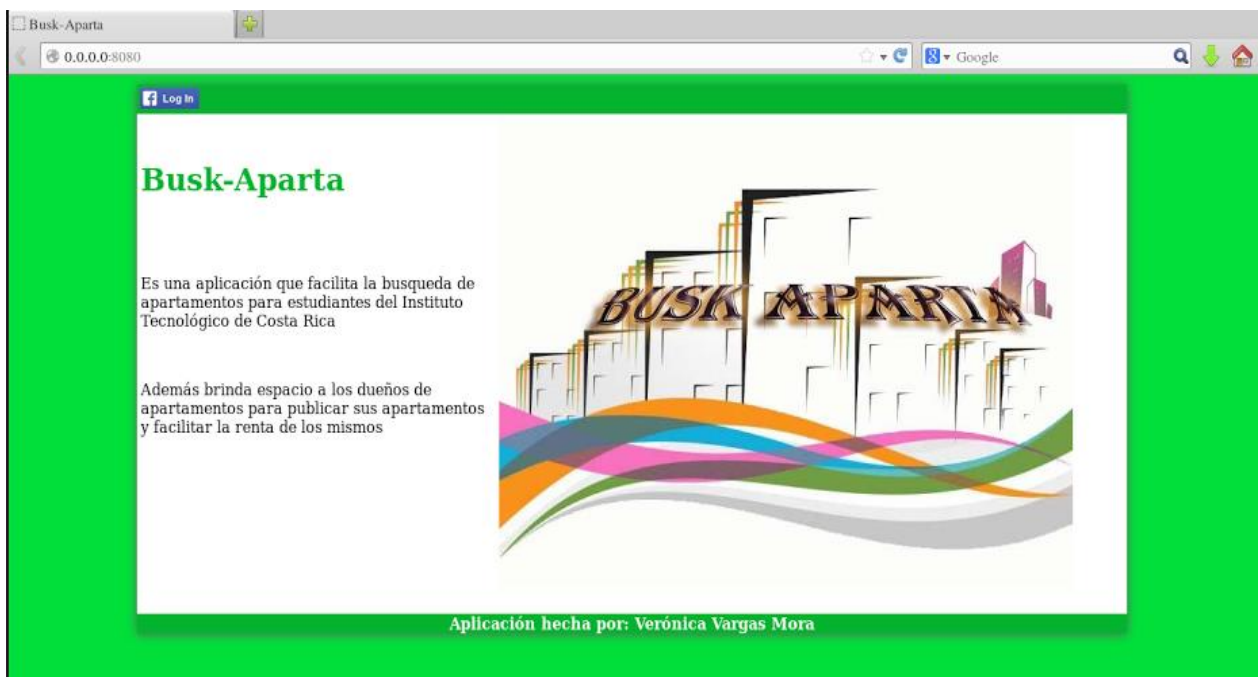 Busk-Aparta
0.0.0.0:8080
Google
Log In
Busk-Aparta
Es una aplicación que facilita la busqueda de
apartamentos para estudiantes del Instituto
Tecnológico de Costa Rica
Además brinda espacio a los dueños de
apartamentos para publicar sus apartamentos
y facilitar la renta de los mismos
BUSK APARTA
Aplicación hecha por: Verónica Vargas Mora